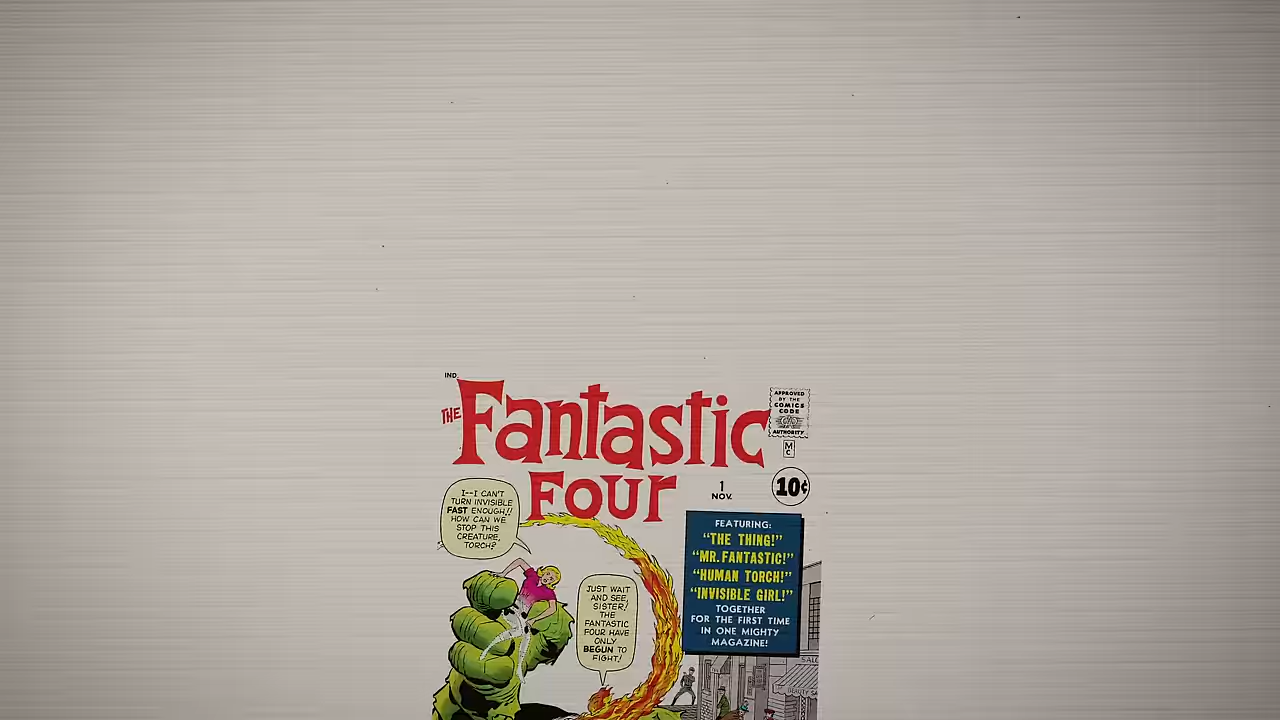 IND.
THE FANTASTIC
FOUR
APPROVED
BY THE
COMICS
CODE
AUTHORITY
M
C
1
NOV.
10¢
I--I CAN'T
TURN INVISIBLE
FAST ENOUGH!!
HOW CAN WE
STOP THIS
CREATURE,
TORCH?
FEATURING:
"THE THING!"
"MR. FANTASTIC!"
"HUMAN TORCH!"
"INVISIBLE GIRL!"
TOGETHER
FOR THE FIRST TIME
IN ONE MIGHTY
MAGAZINE!
JUST WAIT
AND SEE,
SISTER!
THE
FANTASTIC
FOUR HAVE
ONLY
BEGUN TO
FIGHT!